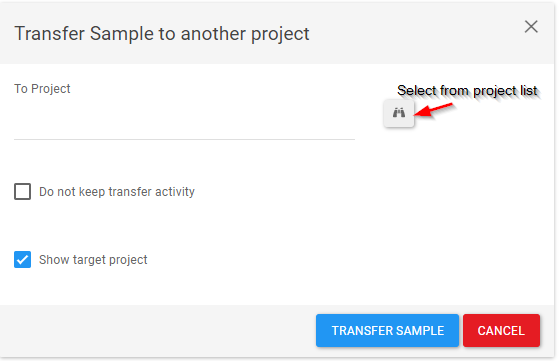 Transfer Sample to another project
To Project
Select from project list
Do not keep transfer activity
Show target project
TRANSFER SAMPLE
CANCEL